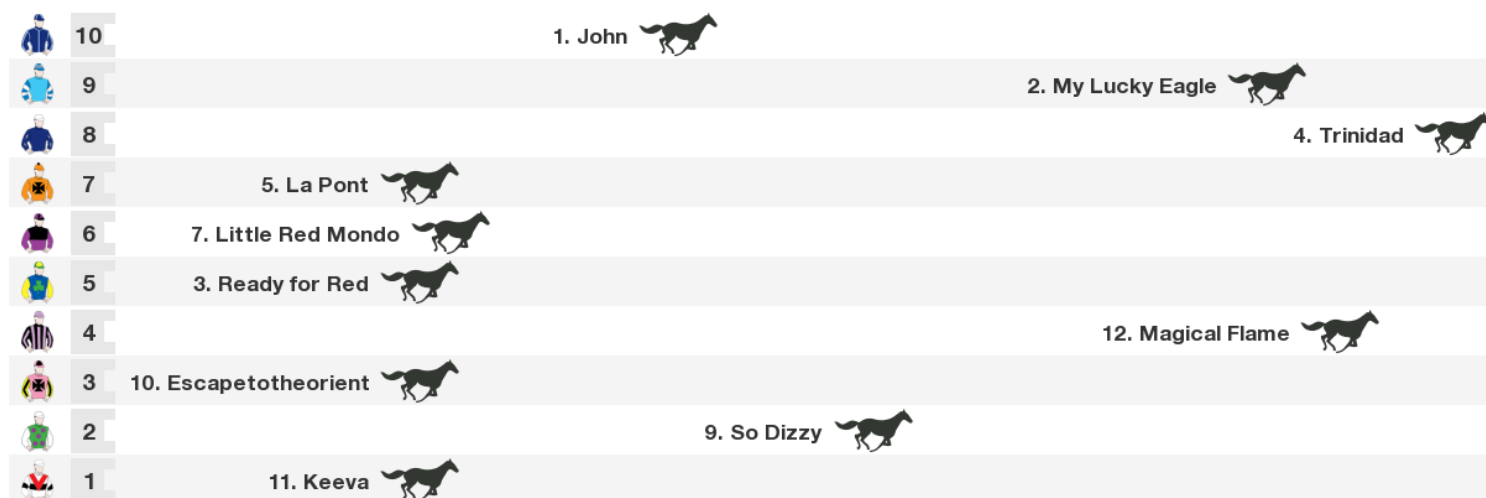 10 1. John
9 2. My Lucky Eagle
8 4. Trinidad
7 5. La Pont
6 7. Little Red Mondo
5 3. Ready for Red
4 12. Magical Flame
3 10. Escapetotheorient
2 9. So Dizzy
1 11. Keeva